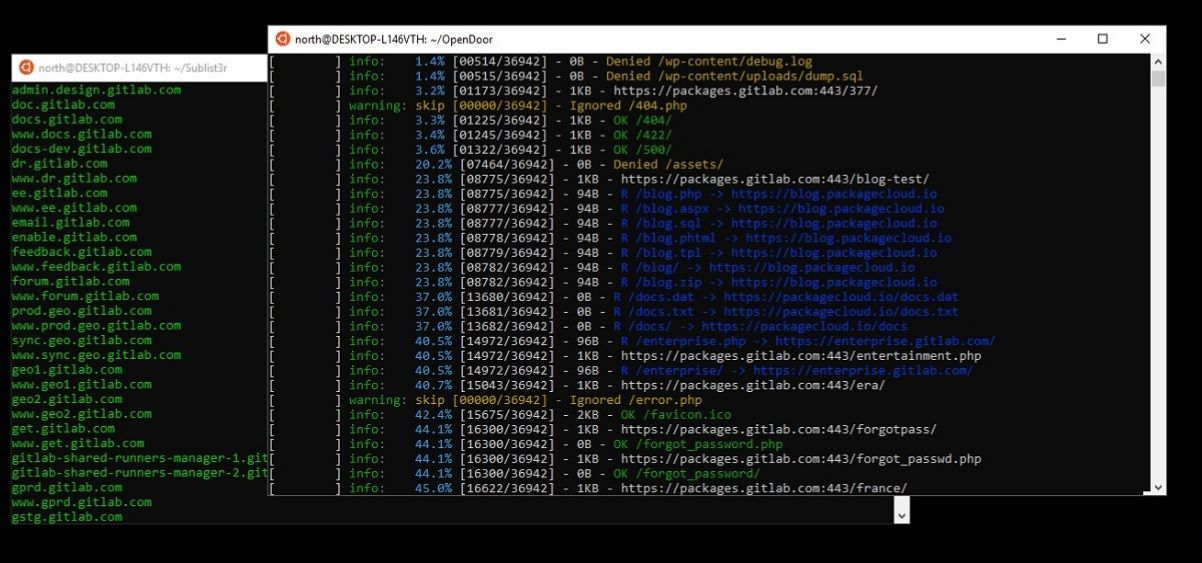 north@DESKTOP-L146VTH: ~/OpenDoor
[ ] info: 1.4% [00514/36942] - 0B - Denied /wp-content/debug.log
[ ] info: 1.4% [00515/36942] - 0B - Denied /wp-content/uploads/dump.sql
[ ] info: 3.2% [01173/36942] - 1KB - https://packages.gitlab.com:443/377/
[ ] warning: skip [00000/36942] - Ignored /404.php
[ ] info: 3.3% [01225/36942] - 1KB - OK /404/
[ ] info: 3.4% [01245/36942] - 1KB - OK /422/
[ ] info: 3.6% [01322/36942] - 1KB - OK /500/
[ ] info: 20.2% [07464/36942] - 0B - Denied /assets/
[ ] info: 23.8% [08775/36942] - 1KB - https://packages.gitlab.com:443/blog-test/
[ ] info: 23.8% [08775/36942] - 94B - R /blog.php -> https://blog.packagecloud.io
[ ] info: 23.8% [08777/36942] - 94B - R /blog.aspx -> https://blog.packagecloud.io
[ ] info: 23.8% [08777/36942] - 94B - R /blog.sql -> https://blog.packagecloud.io
[ ] info: 23.8% [08778/36942] - 94B - R /blog.phtml -> https://blog.packagecloud.io
[ ] info: 23.8% [08779/36942] - 94B - R /blog.tpl -> https://blog.packagecloud.io
[ ] info: 23.8% [08782/36942] - 94B - R /blog/ -> https://blog.packagecloud.io
[ ] info: 23.8% [08782/36942] - 94B - R /blog.zip -> https://blog.packagecloud.io
[ ] info: 37.0% [13680/36942] - 0B - R /docs.dat -> https://packagecloud.io/docs.dat
[ ] info: 37.0% [13681/36942] - 0B - R /docs.txt -> https://packagecloud.io/docs.txt
[ ] info: 37.0% [13682/36942] - 0B - R /docs/ -> https://packagecloud.io/docs
[ ] info: 40.5% [14972/36942] - 96B - R /enterprise.php -> https://enterprise.gitlab.com/
[ ] info: 40.5% [14972/36942] - 1KB - https://packages.gitlab.com:443/entertainment.php
[ ] info: 40.5% [14972/36942] - 96B - R /enterprise/ -> https://enterprise.gitlab.com/
[ ] info: 40.7% [15043/36942] - 1KB - https://packages.gitlab.com:443/era/
[ ] warning: skip [00000/36942] - Ignored /error.php
[ ] info: 42.4% [15675/36942] - 2KB - OK /favicon.ico
[ ] info: 44.1% [16300/36942] - 1KB - https://packages.gitlab.com:443/forgotpass/
[ ] info: 44.1% [16300/36942] - 0B - OK /forgot_password.php
[ ] info: 44.1% [16300/36942] - 1KB - https://packages.gitlab.com:443/forgot_passwd.php
[ ] info: 44.1% [16300/36942] - 0B - OK /forgot_password/
[ ] info: 45.0% [16622/36942] - 1KB - https://packages.gitlab.com:443/france/
north@DESKTOP-L146VTH: ~/Sublist3r
admin.design.gitlab.com
doc.gitlab.com
docs.gitlab.com
www.docs.gitlab.com
docs-dev.gitlab.com
dr.gitlab.com
www.dr.gitlab.com
ee.gitlab.com
www.ee.gitlab.com
email.gitlab.com
enable.gitlab.com
feedback.gitlab.com
www.feedback.gitlab.com
forum.gitlab.com
www.forum.gitlab.com
prod.geo.gitlab.com
www.prod.geo.gitlab.com
sync.geo.gitlab.com
www.sync.geo.gitlab.com
geo1.gitlab.com
www.geo1.gitlab.com
geo2.gitlab.com
www.geo2.gitlab.com
get.gitlab.com
www.get.gitlab.com
gitlab-shared-runners-manager-1.git
gitlab-shared-runners-manager-2.git
gprd.gitlab.com
www.gprd.gitlab.com
gstg.gitlab.com